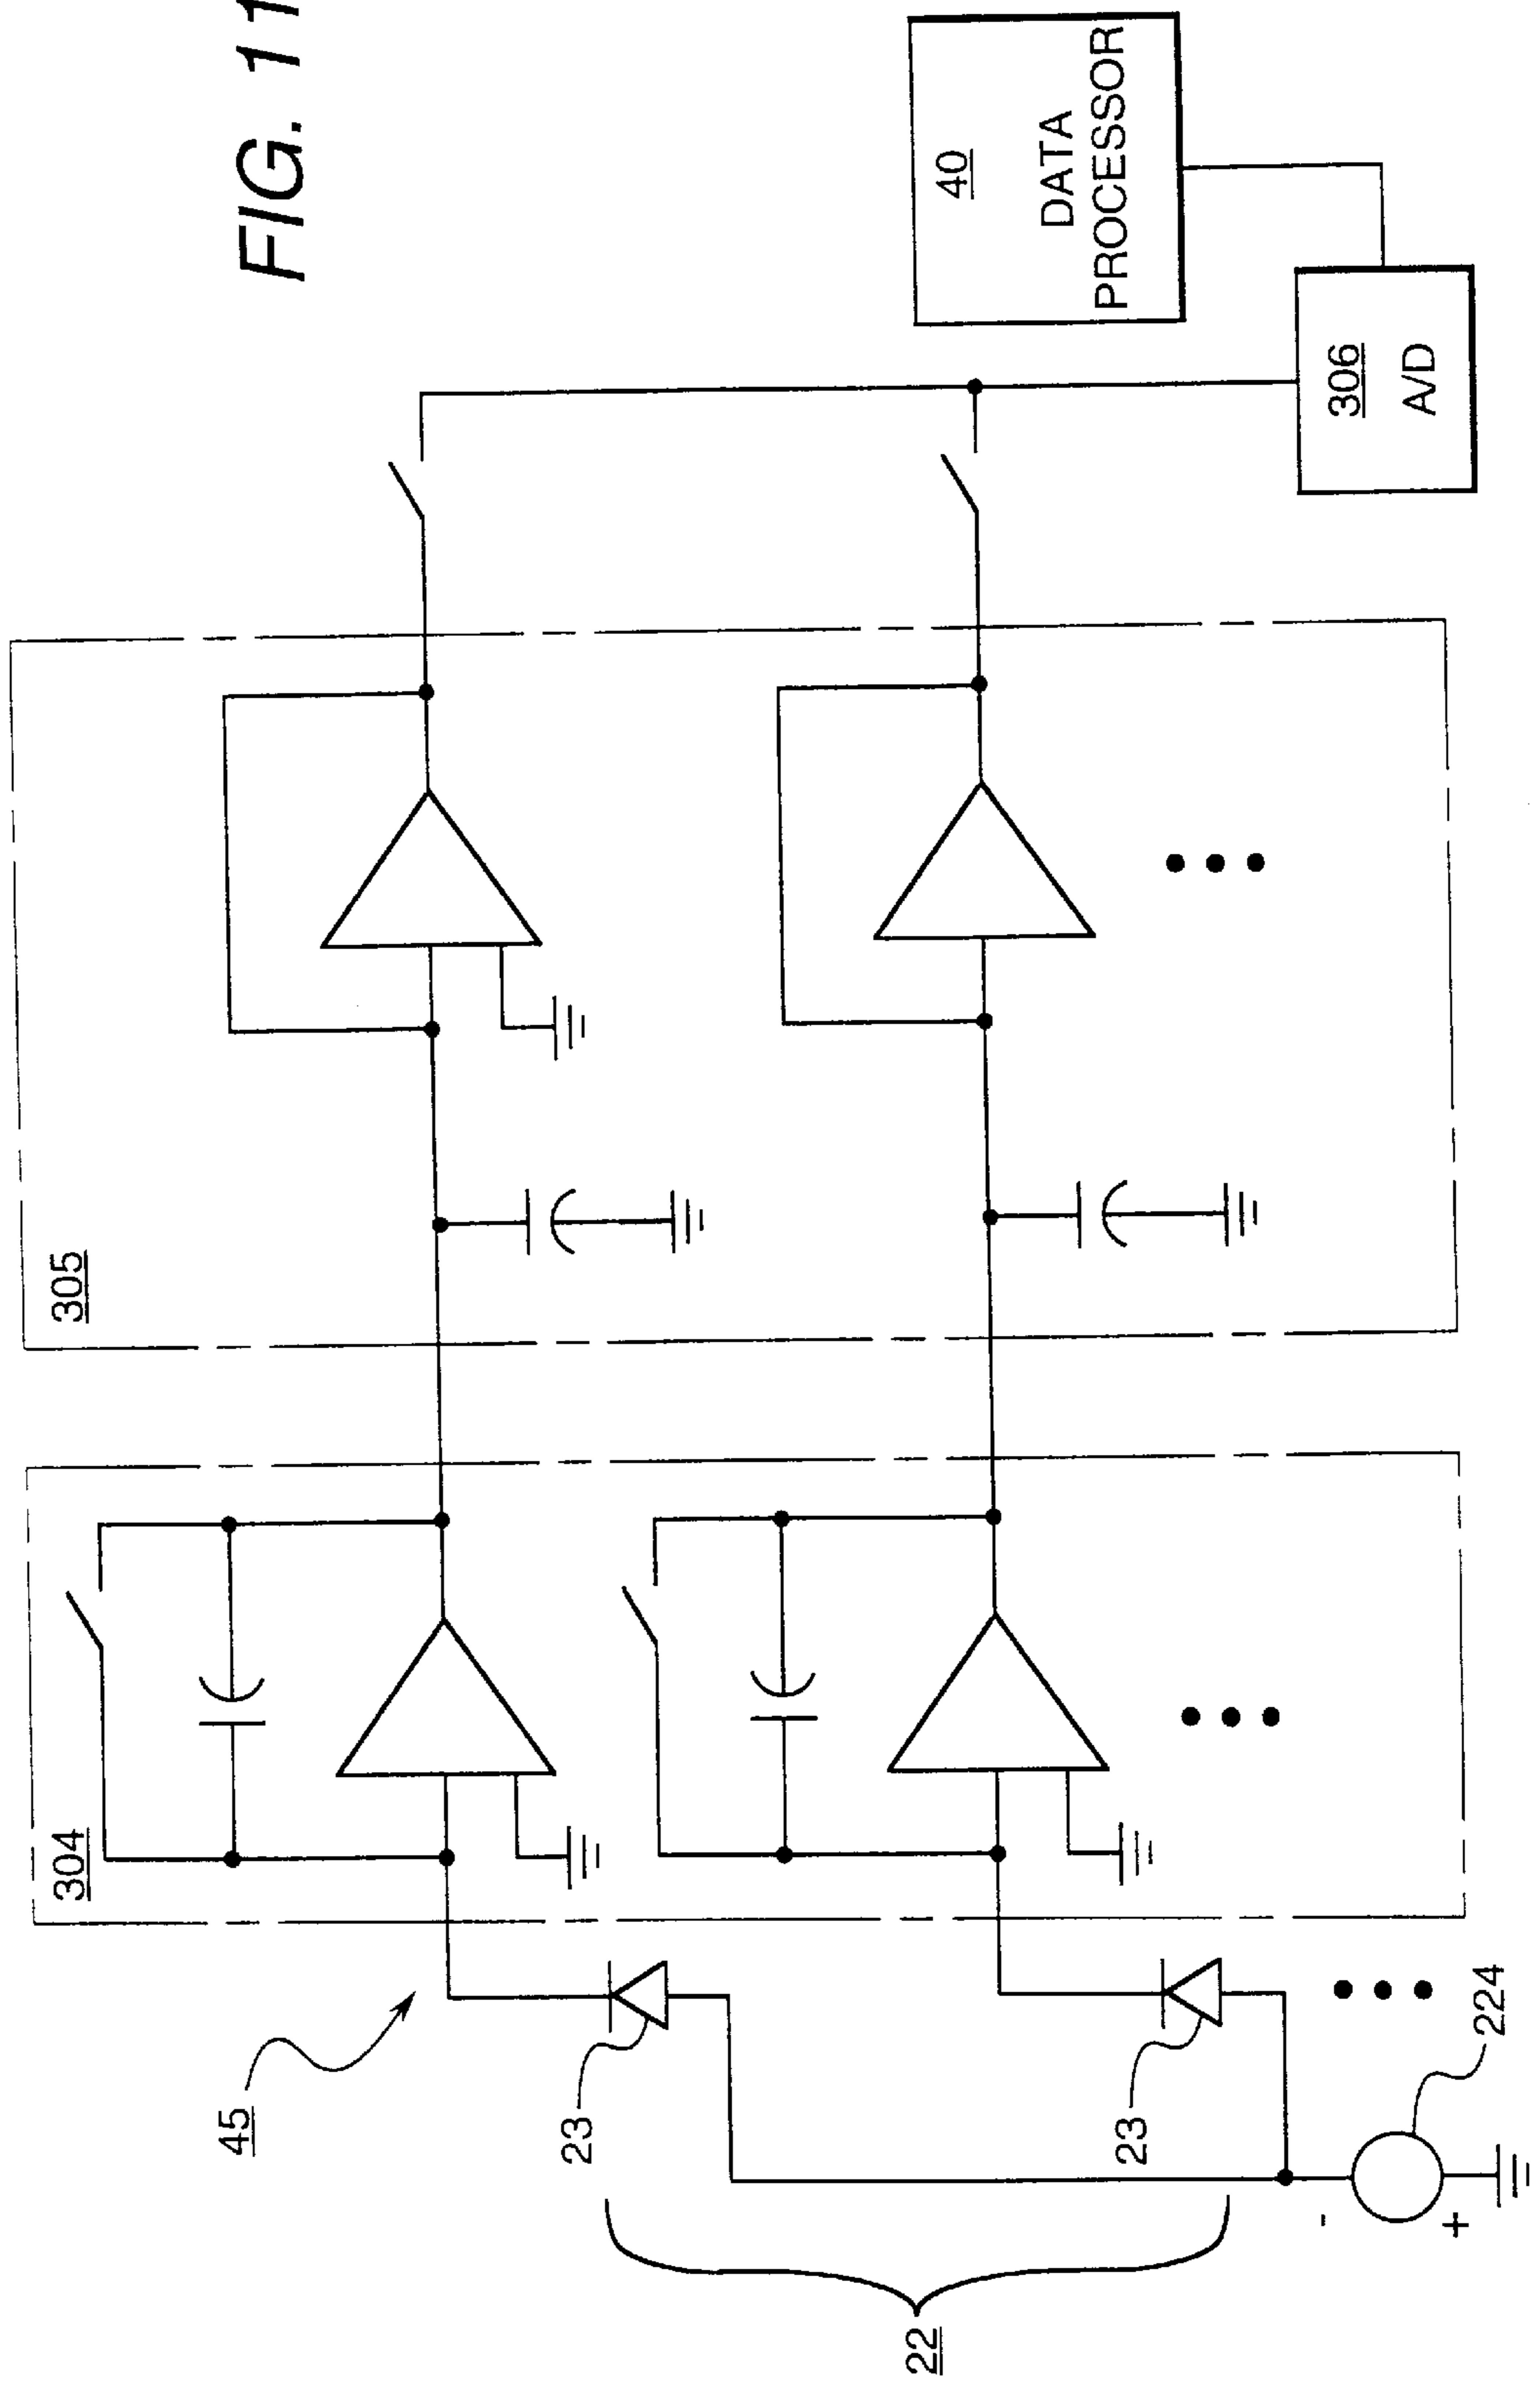 FIG. 11
40
DATA
PROCESSOR
306
A/D
305
304
45
23
23
224
-
+
22